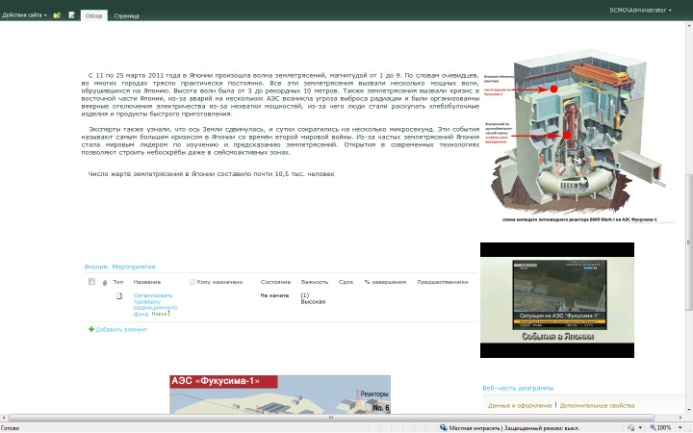 Действия сайта
Обзор
Страница
SCMO\Administrator
С 11 по 25 марта 2011 года в Японии произошла волна землетрясений, магнитудой от 1 до 9. По словам очевидцев,
во многих городах трясло практически постоянно. Все эти землетрясения вызвали несколько мощных волн,
обрушившихся на Японию. Высота волн была от 3 до рекордных 10 метров. Также землетрясения вызвали кризис в
восточной части Японии, из-за аварий на нескольких АЭС возникла угроза выброса радиации и были организованны
веерные отключения электричества из-за нехватки мощностей, из-за чего люди стали раскупать хлебобулочные
изделия и продукты быстрого приготовления.
Эксперты также узнали, что ось Земли сдвинулась, и сутки сократились на несколько микросекунд. Эти события
называют самым большим кризисом в Японии со времён второй мировой войны. Из-за частых землетрясений Япония
стала мировым лидером по изучению и предсказанию землетрясений. Открытия в современных технологиях
позволяют строить небоскрёбы даже в сейсмоактивных зонах.
Число жертв землетрясания в Японии составило почти 10,5 тыс. человек
схема кипящего легководного реактора BWR Mark-I на АЭС Фукусима-1
Япония. Мероприятия
Тип Название Кому назначено Состояние Важность Срок % завершения Предшественники
Организовать
проверку
радиационного
фона Новое!
Не начата
(1)
Высокая
Добавить элемент
Ситуация на АЭС "Фукусима-1"
События в Японии
АЭС «Фукусима-1»
Реакторы
No. 6
Веб-часть диаграммы
Данные и оформление | Дополнительные свойства
Готово
Местная интрасеть | Защищенный режим: выкл.
100%